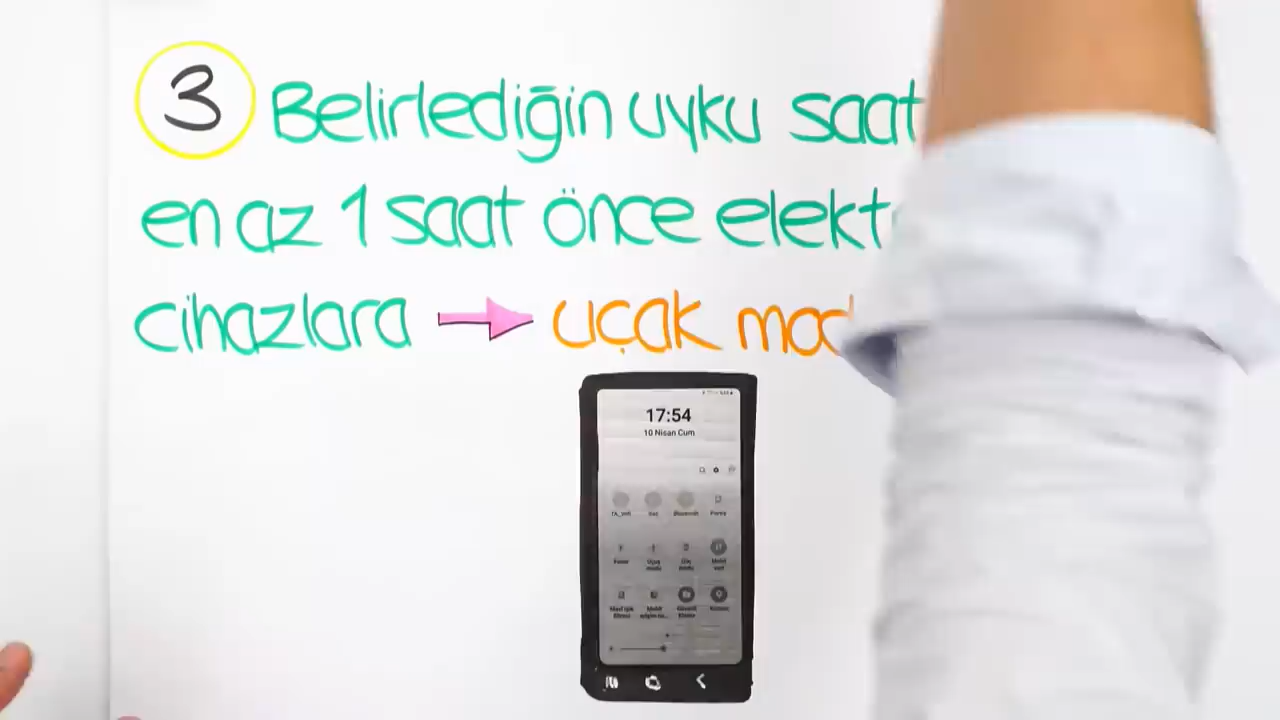 3 Belirlediğin uyku saat
en az 1 saat önce elekt
cihazlara → uçak mod
17:54
10 Nisan Cum